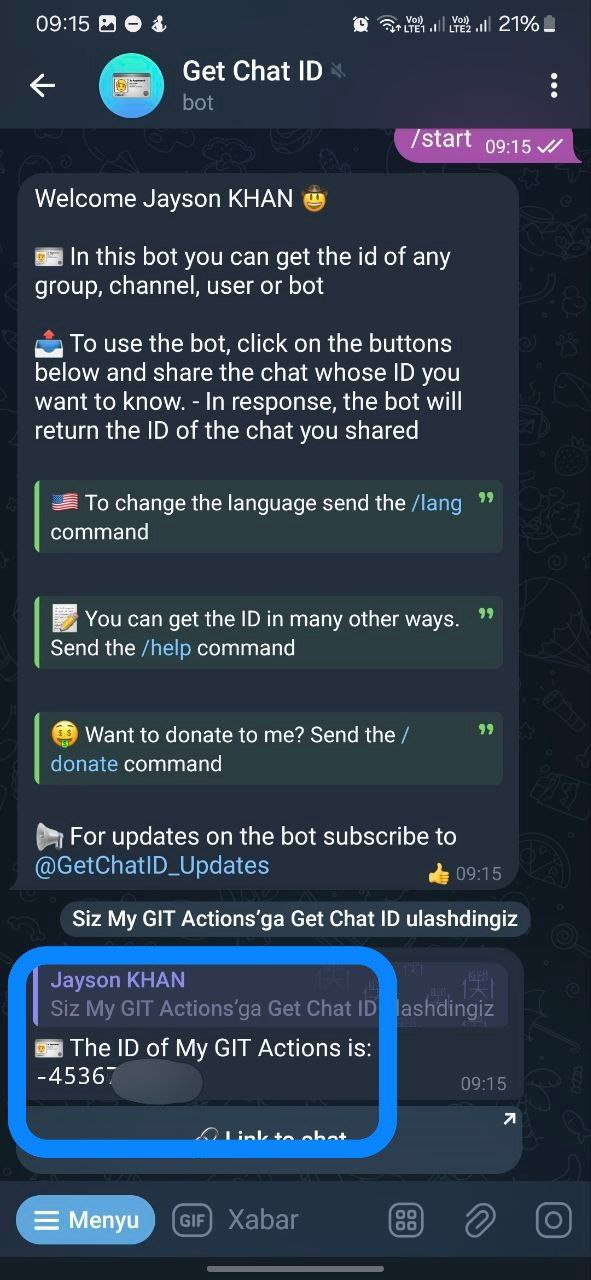 09:15 Vo)) LTE1 Vo)) LTE2 21%
Get Chat ID
bot
/start 09:15
Welcome Jayson KHAN 🤠
🪪 In this bot you can get the id of any
group, channel, user or bot
📤 To use the bot, click on the buttons
below and share the chat whose ID you
want to know. - In response, the bot will
return the ID of the chat you shared
🇺🇸 To change the language send the /lang
command
📝 You can get the ID in many other ways.
Send the /help command
🤑 Want to donate to me? Send the /
donate command
📢 For updates on the bot subscribe to
@GetChatID_Updates
👍 09:15
Siz My GIT Actions'ga Get Chat ID ulashdingiz
Jayson KHAN
Siz My GIT Actions'ga Get Chat ID ulashdingiz
🪪 The ID of My GIT Actions is:
-45367
09:15
🔗 Link to chat
Menyu GIF Xabar